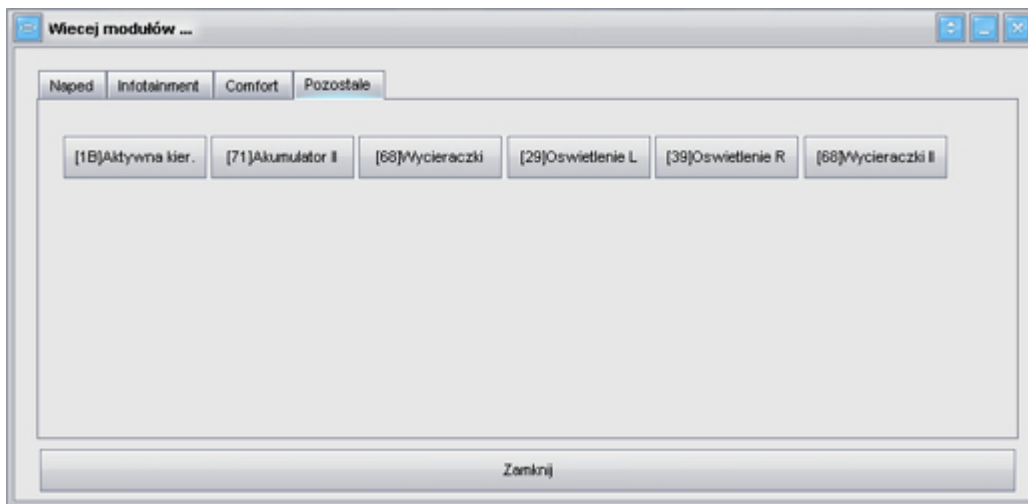 Wiecej modułów ...
Naped Infotainment Comfort Pozostale
[1B]Aktywna kier. [71]Akumulator II [68]Wycieraczki [29]Oswietlenie L [39]Oswietlenie R [68]Wycieraczki II
Zamknij